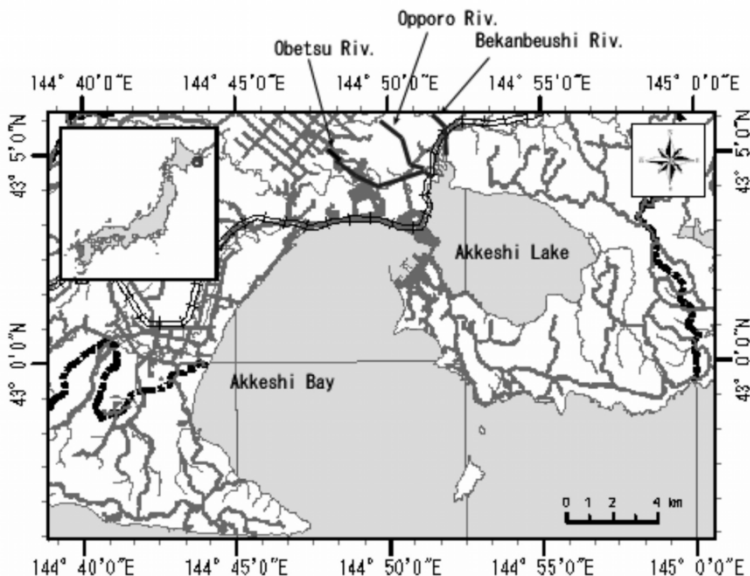 Opporo Riv.
Obetsu Riv.
Bekanbeushi Riv.
144° 40′0″E 144° 45′0″E 144° 50′0″E 144° 55′0″E 145° 0′0″E
43° 5′0″N 43° 5′0″N
Akkeshi Lake
43° 0′0″N 43° 0′0″N
Akkeshi Bay
0 1 2 4 km
144° 40′0″E 144° 45′0″E 144° 50′0″E 144° 55′0″E 145° 0′0″E